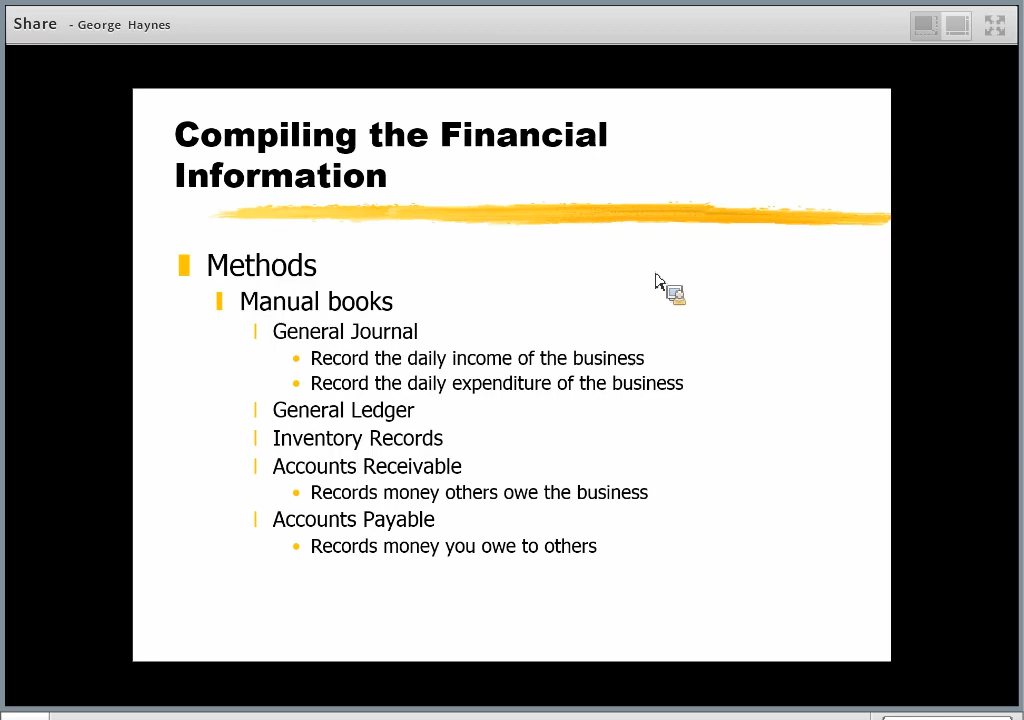 Share - George Haynes
Compiling the Financial
Information
Methods
Manual books
General Journal
Record the daily income of the business
Record the daily expenditure of the business
General Ledger
Inventory Records
Accounts Receivable
Records money others owe the business
Accounts Payable
Records money you owe to others